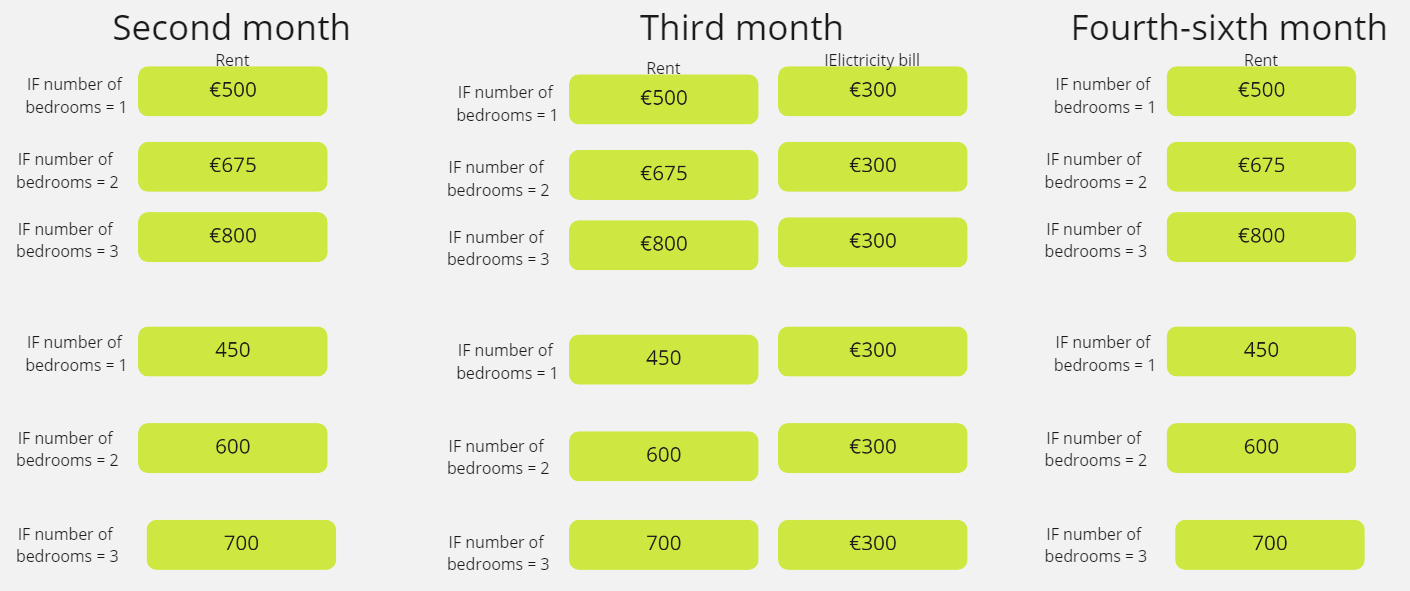 Second month
Rent
IF number of
bedrooms = 1
€500
IF number of
bedrooms = 2
€675
IF number of
bedrooms = 3
€800
IF number of
bedrooms = 1
450
IF number of
bedrooms = 2
600
IF number of
bedrooms = 3
700
Third month
Rent
IElictricity bill
IF number of
bedrooms = 1
€500
€300
IF number of
bedrooms = 2
€675
€300
IF number of
bedrooms = 3
€800
€300
IF number of
bedrooms = 1
450
€300
IF number of
bedrooms = 2
600
€300
IF number of
bedrooms = 3
700
€300
Fourth-sixth month
Rent
IF number of
bedrooms = 1
€500
IF number of
bedrooms = 2
€675
IF number of
bedrooms = 3
€800
IF number of
bedrooms = 1
450
IF number of
bedrooms = 2
600
IF number of
bedrooms = 3
700